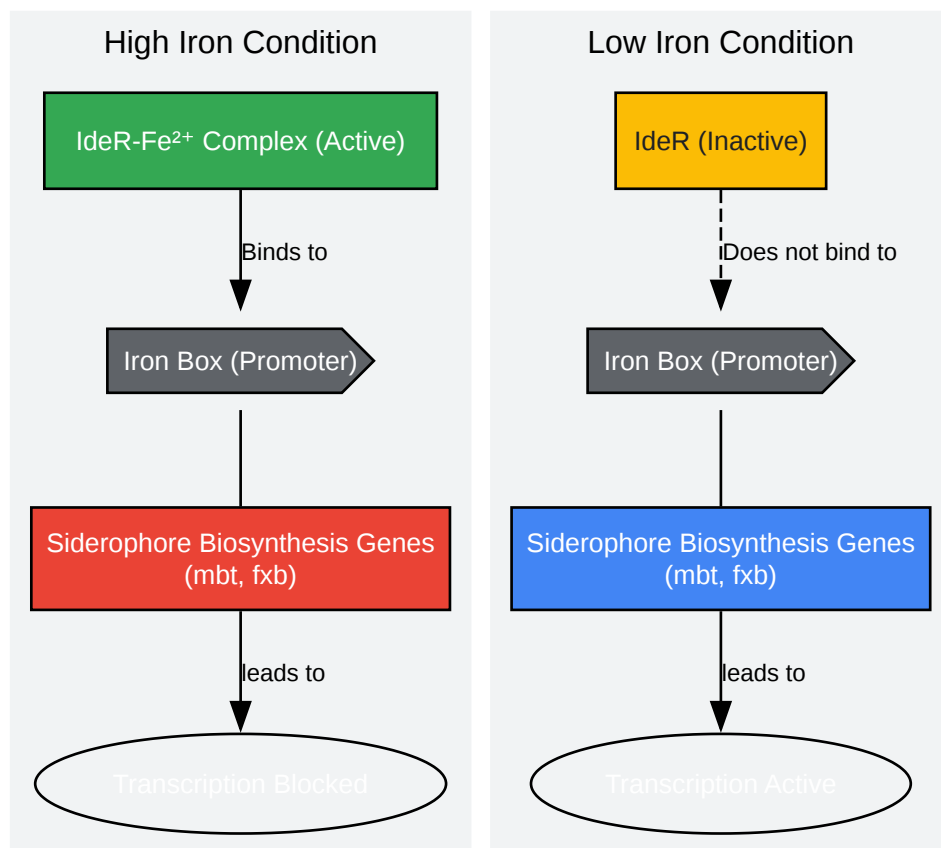 High Iron Condition
IdeR-Fe²⁺ Complex (Active)
Binds to
Iron Box (Promoter)
Siderophore Biosynthesis Genes
(mbt, fxb)
leads to
Transcription Blocked
Low Iron Condition
IdeR (Inactive)
Does not bind to
Iron Box (Promoter)
Siderophore Biosynthesis Genes
(mbt, fxb)
leads to
Transcription Active